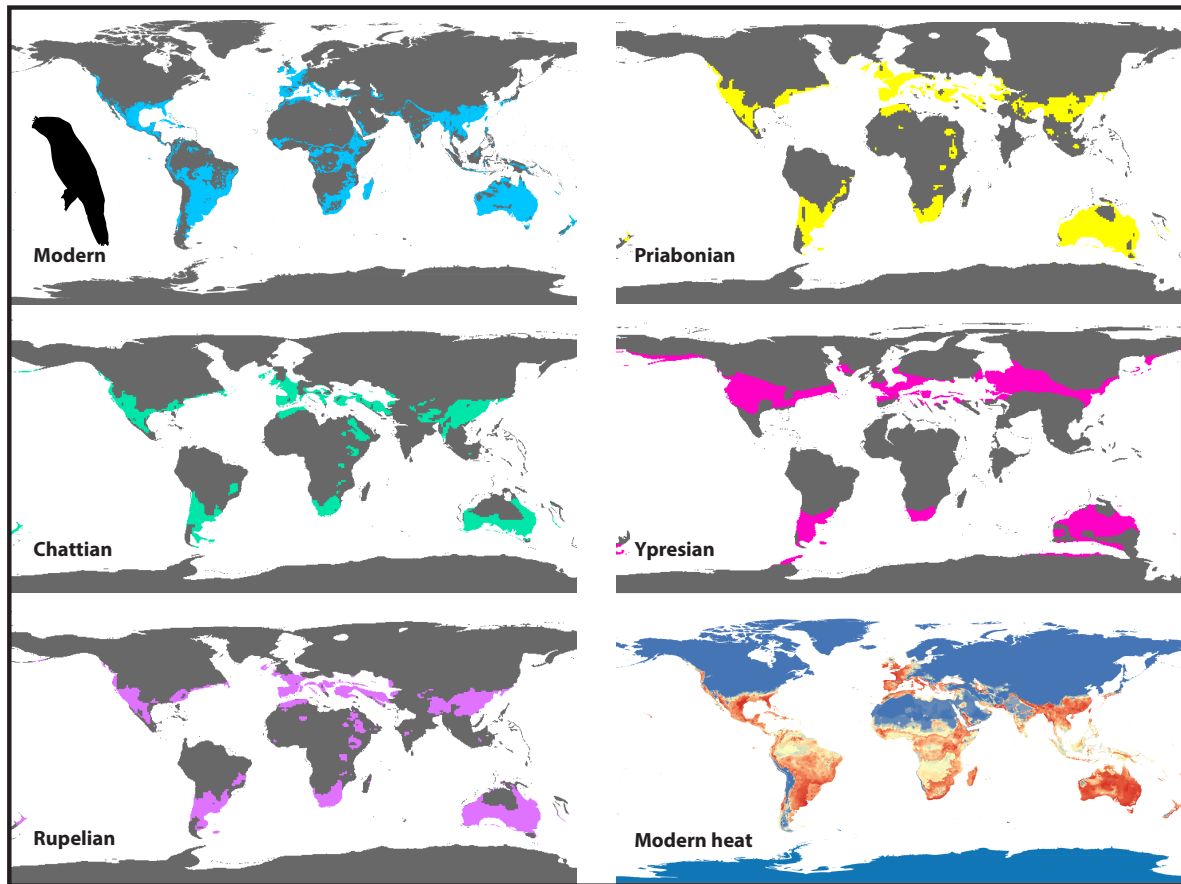 Modern
Priabonian
Chattian
Ypresian
Rupelian
Modern heat